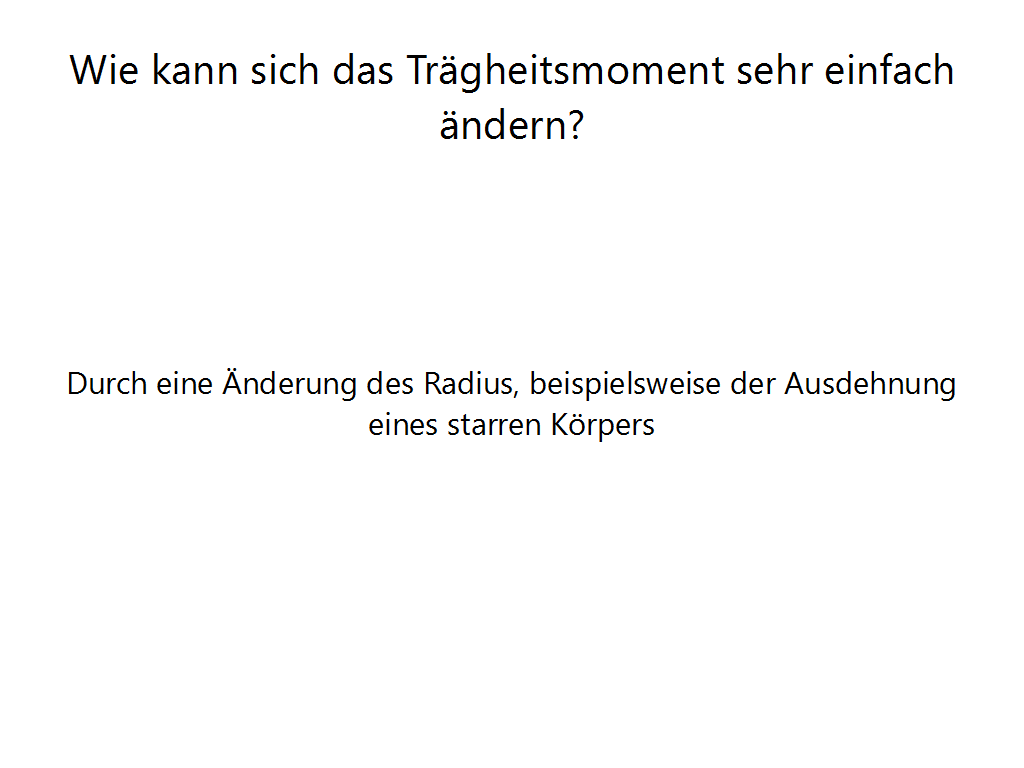 Wie kann sich das Trägheitsmoment sehr einfach
ändern?
Durch eine Änderung des Radius, beispielsweise der Ausdehnung
eines starren Körpers